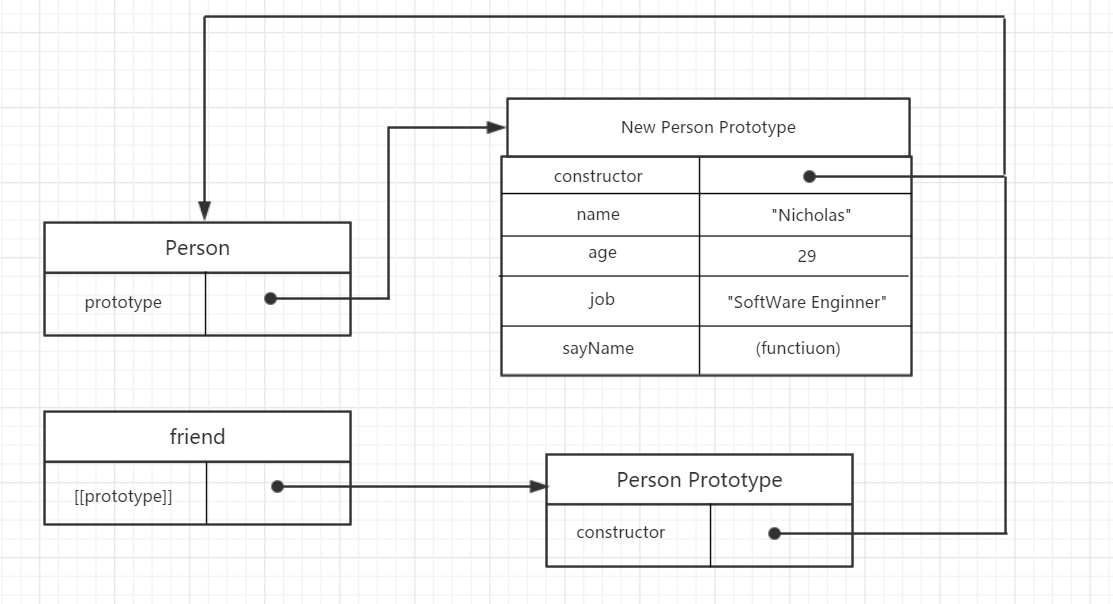 New Person Prototype
constructor
name "Nicholas"
age 29
job "SoftWare Enginner"
sayName (functiuon)
Person
prototype
friend
[[prototype]]
Person Prototype
constructor